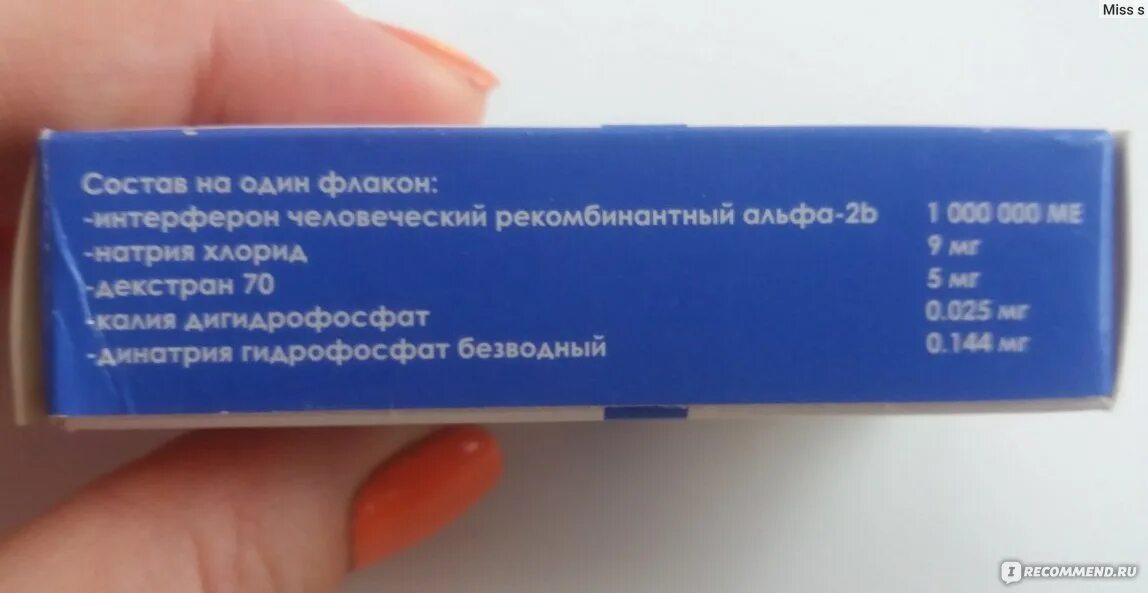 Miss s
Состав на один флакон:
-интерферон человеческий рекомбинантный альфа-2b 1 000 000 МЕ
-натрия хлорид 9 мг
-декстран 70 5 мг
-калия дигидрофосфат 0.025 мг
-динатрия гидрофосфат безводный 0.144 мг
I RECOMMEND.RU